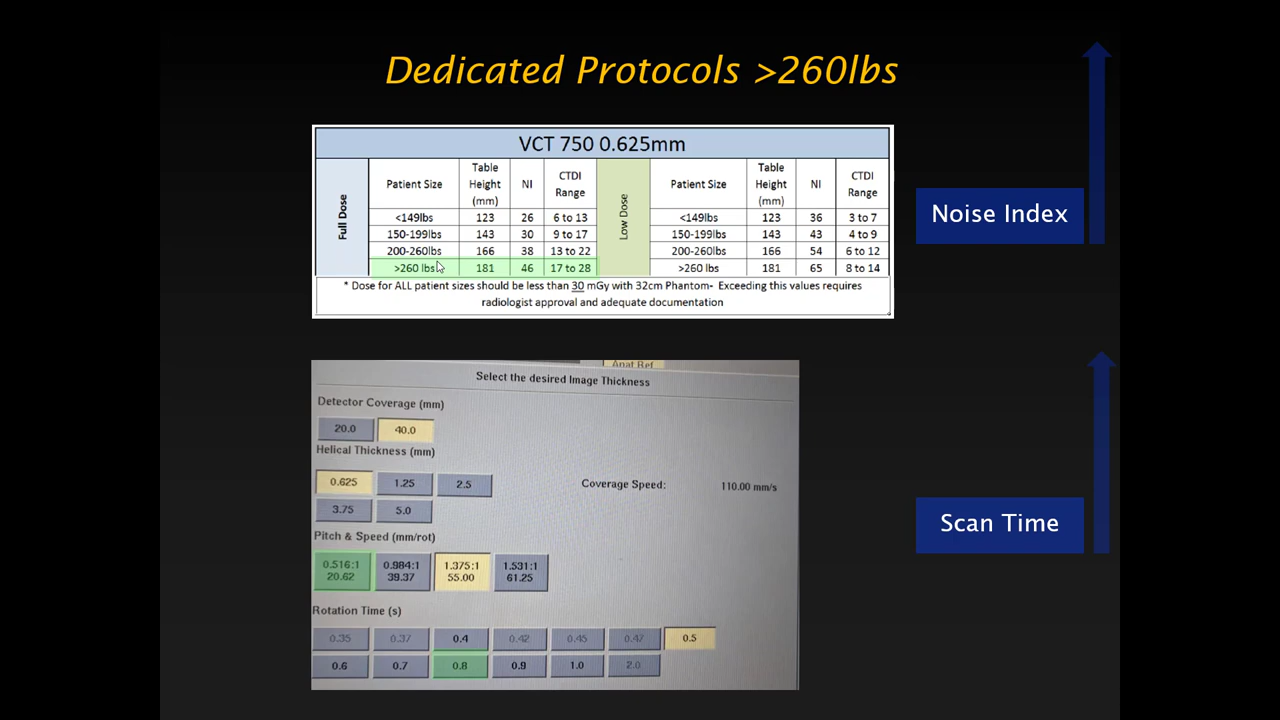 Dedicated Protocols >260lbs
VCT 750 0.625mm
Full Dose
Patient Size Table Height (mm) NI CTDI Range
<149lbs 123 26 6 to 13
150-199lbs 143 30 9 to 17
200-260lbs 166 38 13 to 22
>260 lbs 181 46 17 to 28
Low Dose
Patient Size Table Height (mm) NI CTDI Range
<149lbs 123 36 3 to 7
150-199lbs 143 43 4 to 9
200-260lbs 166 54 6 to 12
>260 lbs 181 65 8 to 14
* Dose for ALL patient sizes should be less than 30 mGy with 32cm Phantom- Exceeding this values requires
radiologist approval and adequate documentation
Noise Index
Anat Ref
Select the desired Image Thickness
Detector Coverage (mm)
20.0 40.0
Helical Thickness (mm)
0.625 1.25 2.5
Coverage Speed: 110.00 mm/s
3.75 5.0
Pitch & Speed (mm/rot)
0.516:1 0.984:1 1.375:1 1.531:1
20.62 39.37 55.00 61.25
Rotation Time (s)
0.35 0.37 0.4 0.42 0.45 0.47 0.5
0.6 0.7 0.8 0.9 1.0 2.0
Scan Time